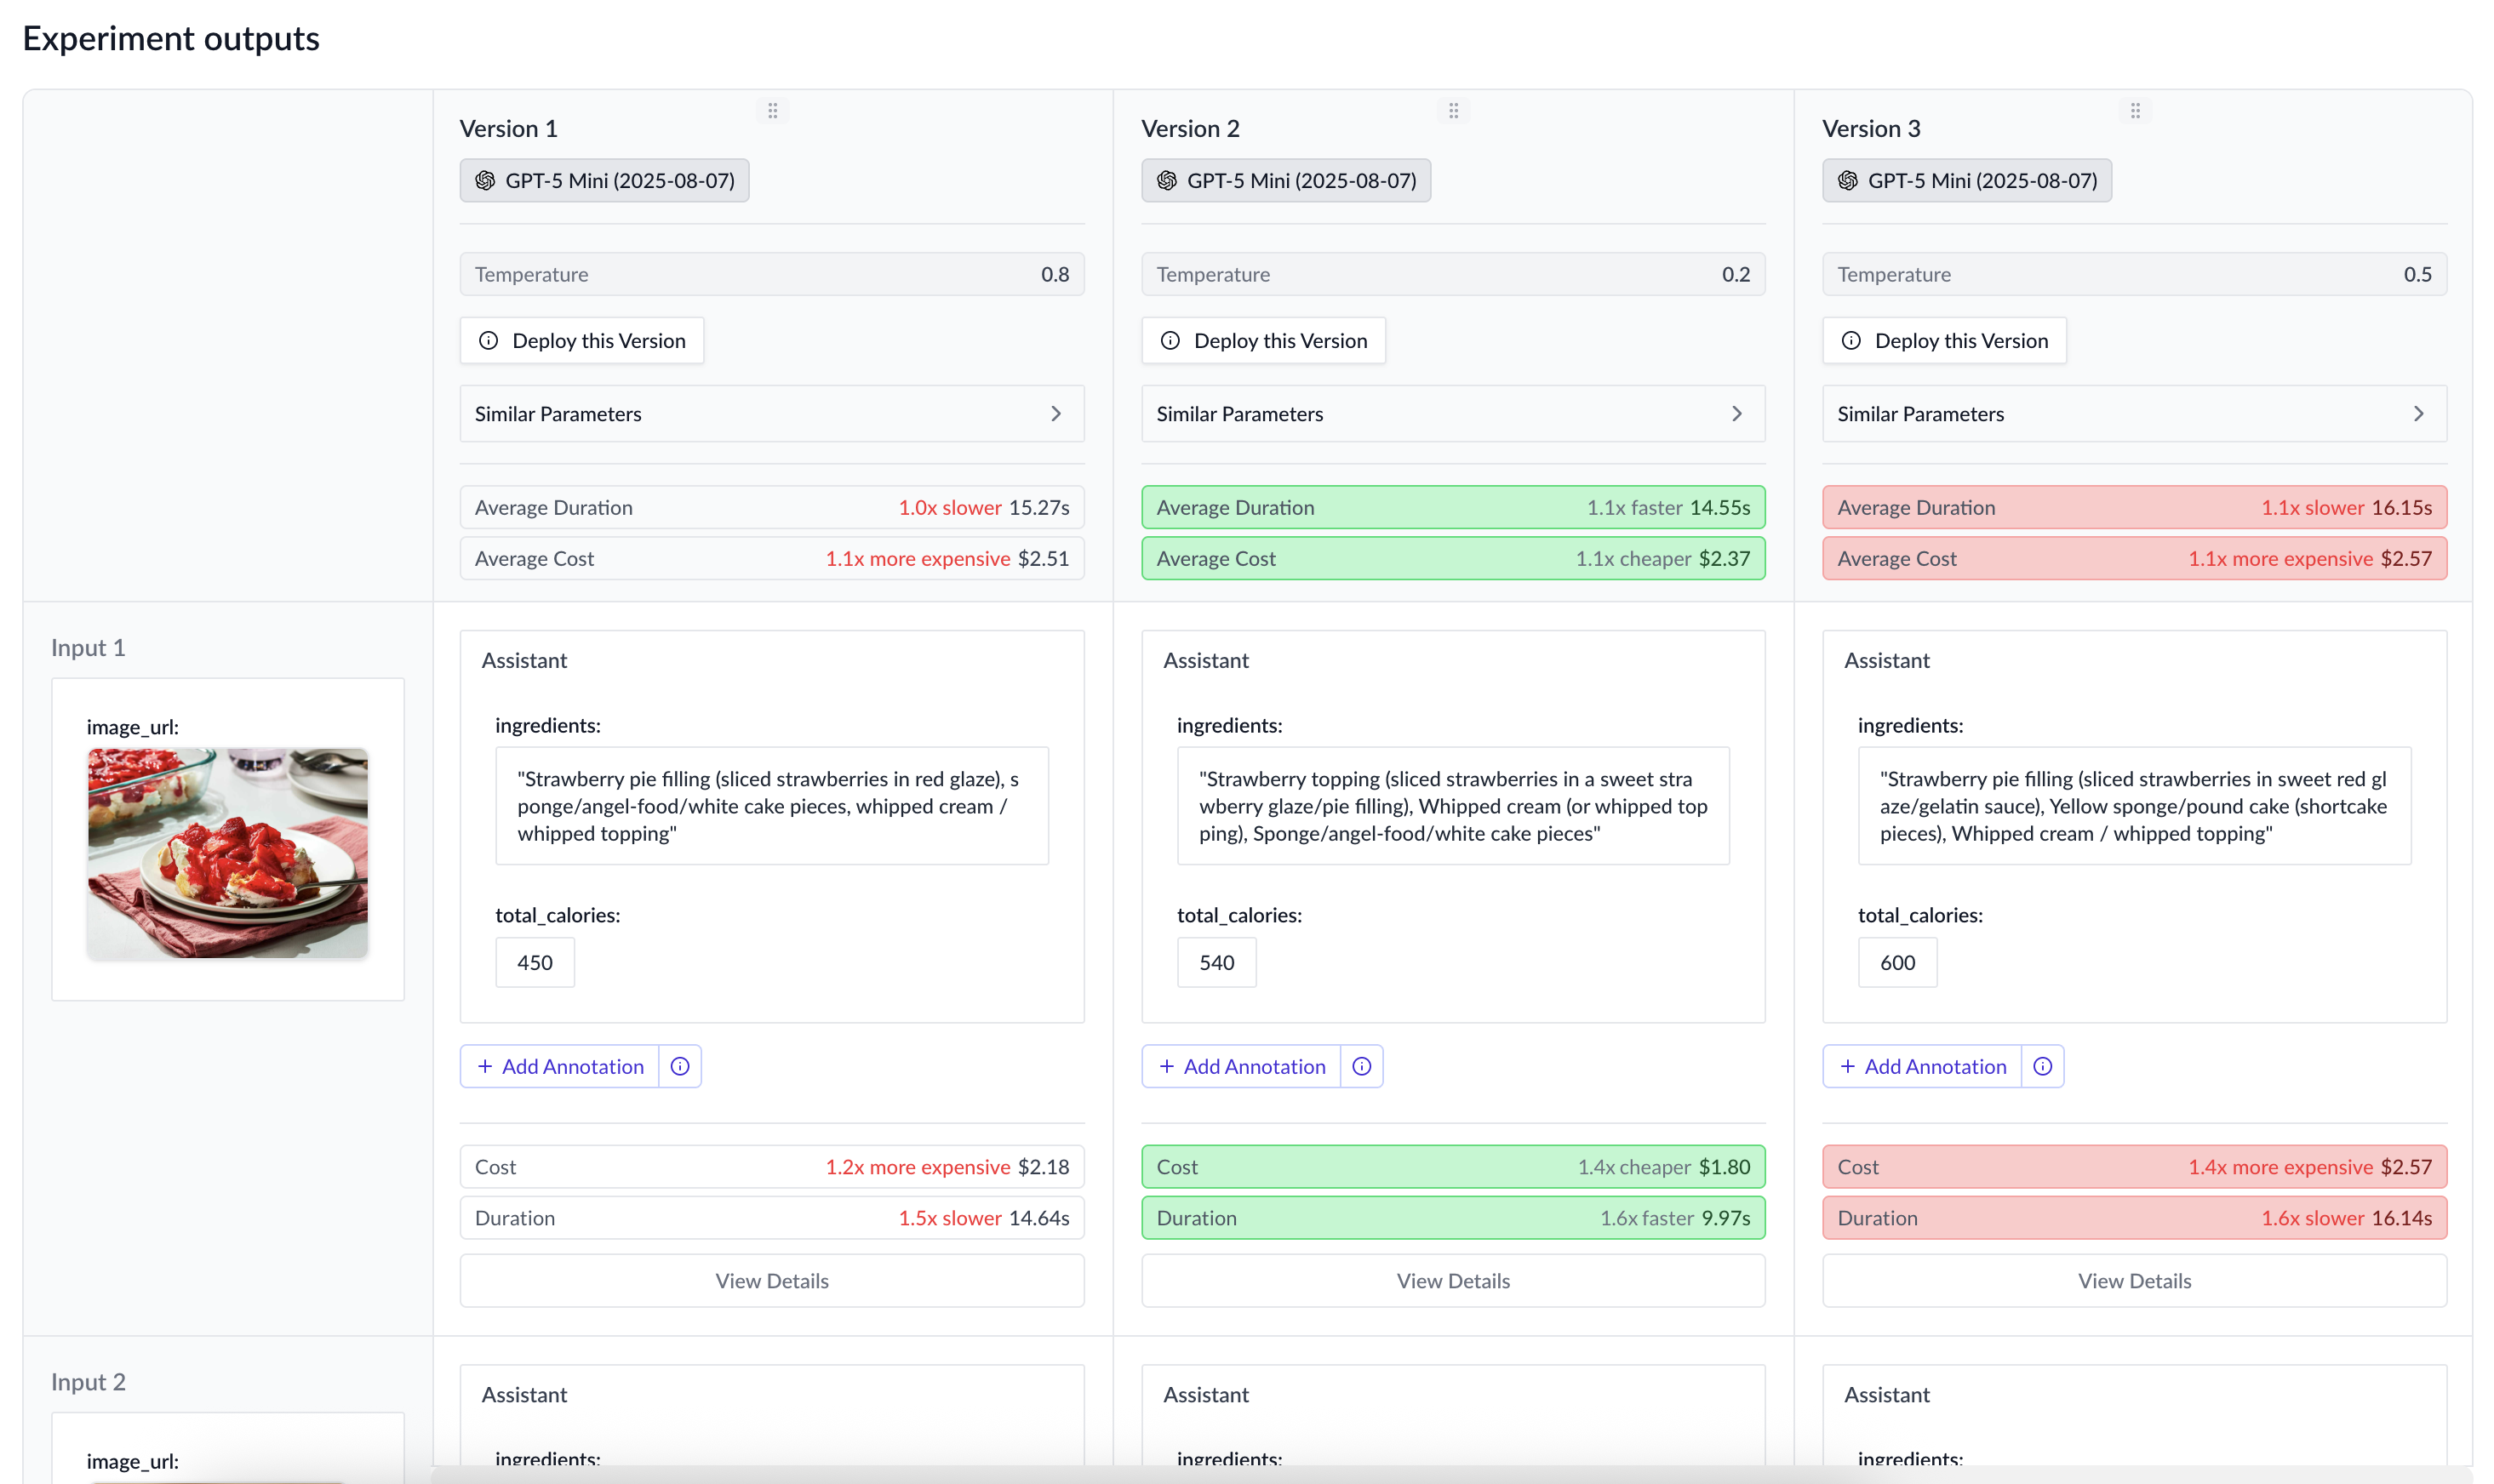 Experiment outputs
Version 1
GPT-5 Mini (2025-08-07)
Temperature 0.8
Deploy this Version
Similar Parameters
Average Duration 1.0x slower 15.27s
Average Cost 1.1x more expensive $2.51
Version 2
GPT-5 Mini (2025-08-07)
Temperature 0.2
Deploy this Version
Similar Parameters
Average Duration 1.1x faster 14.55s
Average Cost 1.1x cheaper $2.37
Version 3
GPT-5 Mini (2025-08-07)
Temperature 0.5
Deploy this Version
Similar Parameters
Average Duration 1.1x slower 16.15s
Average Cost 1.1x more expensive $2.57
Input 1
image_url:
Assistant
ingredients:
"Strawberry pie filling (sliced strawberries in red glaze), s
ponge/angel-food/white cake pieces, whipped cream /
whipped topping"
total_calories:
450
+ Add Annotation
Cost 1.2x more expensive $2.18
Duration 1.5x slower 14.64s
View Details
Assistant
ingredients:
"Strawberry topping (sliced strawberries in a sweet stra
wberry glaze/pie filling), Whipped cream (or whipped top
ping), Sponge/angel-food/white cake pieces"
total_calories:
540
+ Add Annotation
Cost 1.4x cheaper $1.80
Duration 1.6x faster 9.97s
View Details
Assistant
ingredients:
"Strawberry pie filling (sliced strawberries in sweet red gl
aze/gelatin sauce), Yellow sponge/pound cake (shortcake
pieces), Whipped cream / whipped topping"
total_calories:
600
+ Add Annotation
Cost 1.4x more expensive $2.57
Duration 1.6x slower 16.14s
View Details
Input 2
image_url:
Assistant
ingredients:
Assistant
ingredients:
Assistant
ingredients: